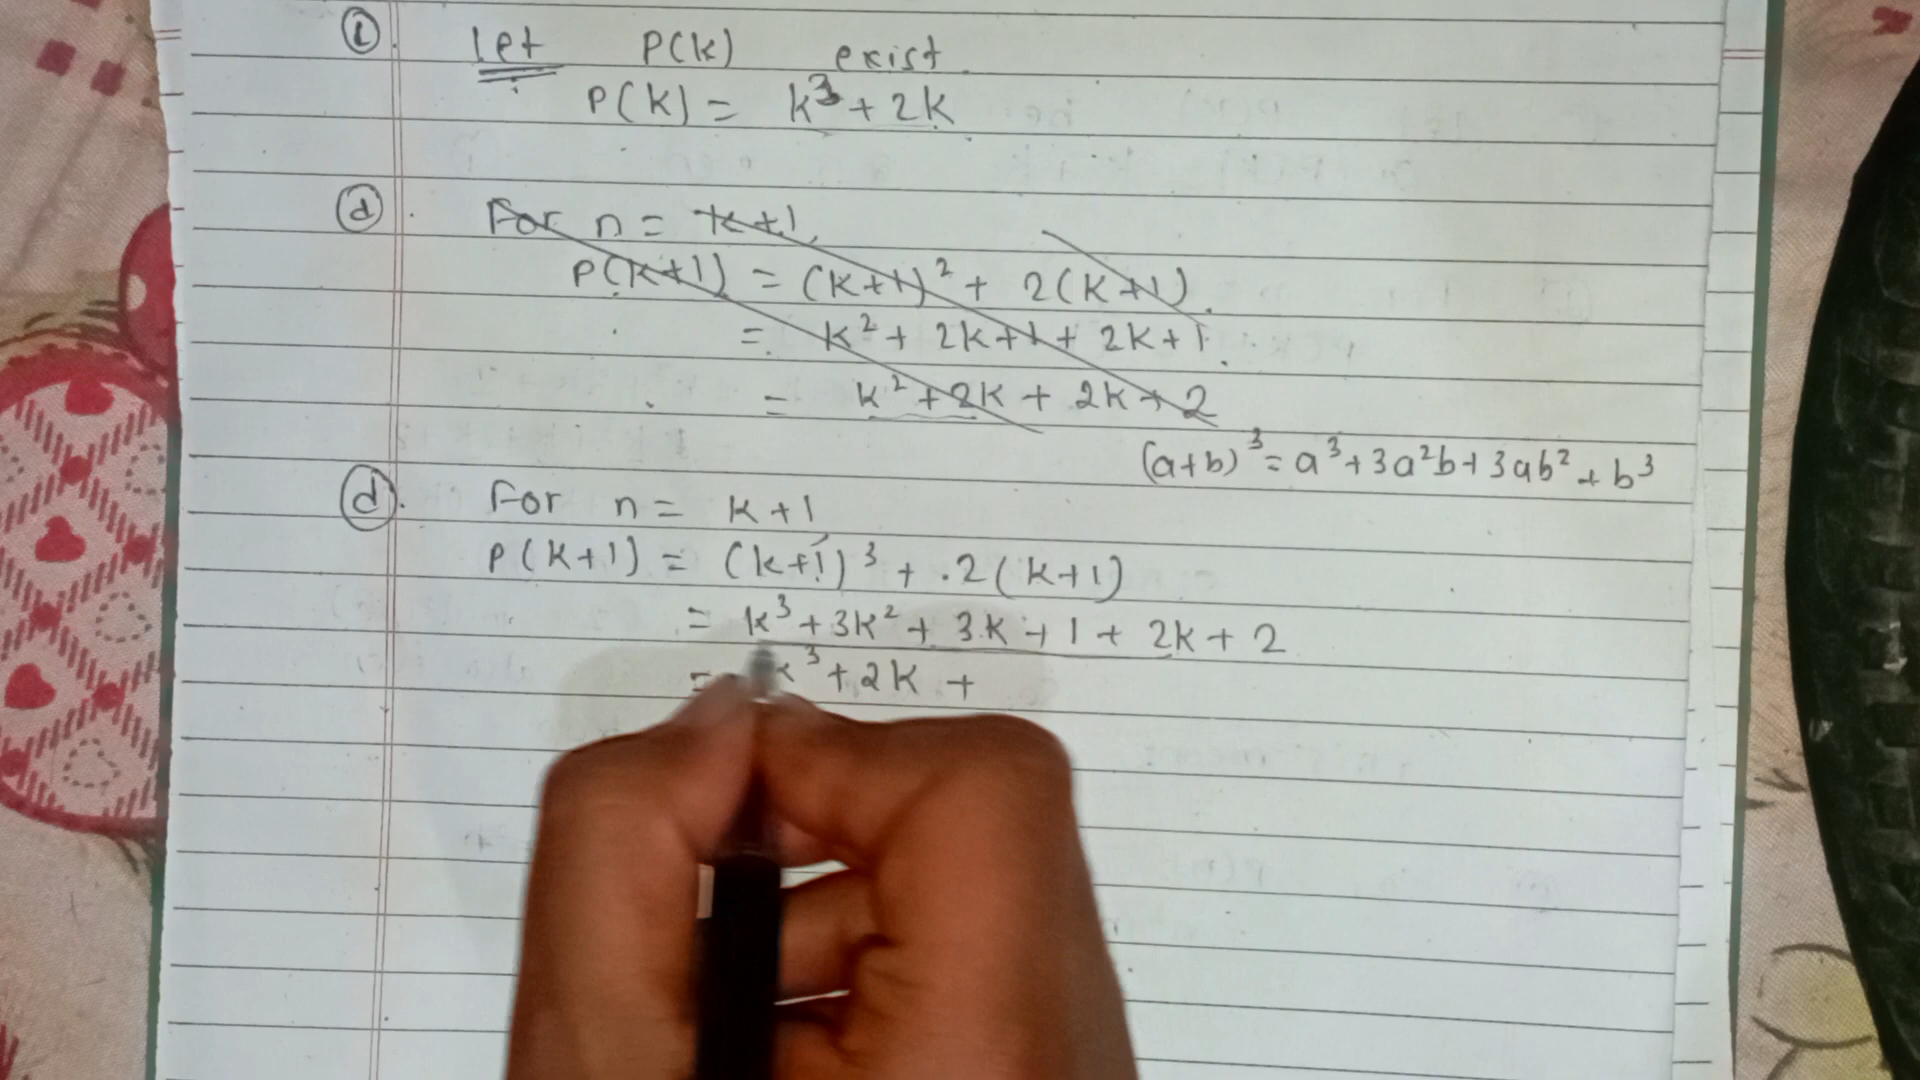 (c). Let P(k) exist
P(k) = k³ + 2k
(d). For n = k+1,
P(k+1) = (k+1)² + 2(k+1).
= k² + 2k+1 + 2k+1.
= k² + 2k + 2k + 2
(a+b)³ = a³ + 3a²b + 3ab² + b³
(d). For n = k+1
P(k+1) = (k+1)³ + .2(k+1)
= k³ + 3k² + 3k + 1 + 2k + 2
= k³ + 2k +